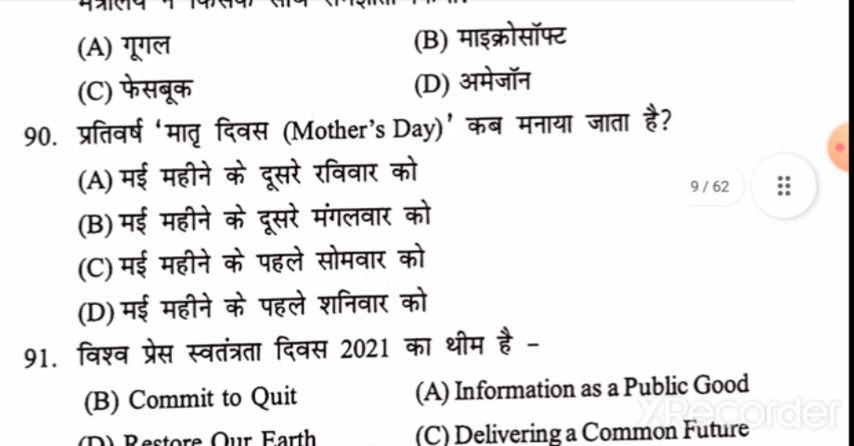 (A) गूगल (B) माइक्रोसॉफ्ट
(C) फेसबूक (D) अमेजॉन
90. प्रतिवर्ष ‘मातृ दिवस (Mother’s Day)’ कब मनाया जाता है?
(A) मई महीने के दूसरे रविवार को
(B) मई महीने के दूसरे मंगलवार को
(C) मई महीने के पहले सोमवार को
(D) मई महीने के पहले शनिवार को
9 / 62
91. विश्व प्रेस स्वतंत्रता दिवस 2021 का थीम है –
(B) Commit to Quit (A) Information as a Public Good
(D) Restore Our Earth (C) Delivering a Common Future
XRecorder